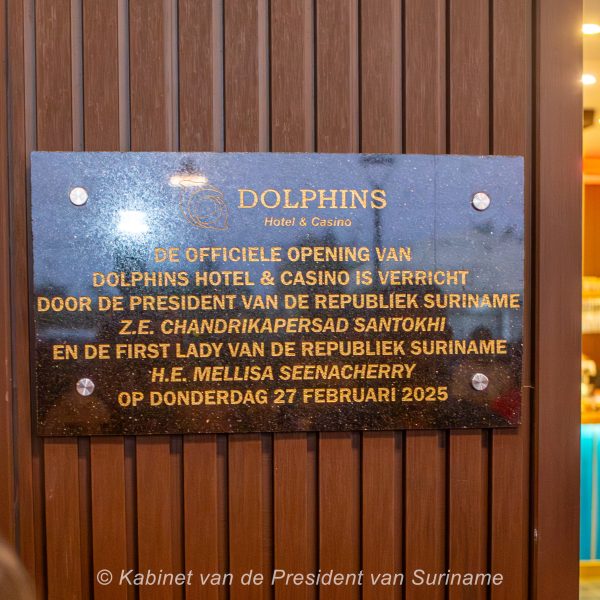 DOLPHINS
Hotel & Casino
DE OFFICIELE OPENING VAN
DOLPHINS HOTEL & CASINO IS VERRICHT
DOOR DE PRESIDENT VAN DE REPUBLIEK SURINAME
Z.E. CHANDRIKAPERSAD SANTOKHI
EN DE FIRST LADY VAN DE REPUBLIEK SURINAME
H.E. MELLISA SEENACHERRY
OP DONDERDAG 27 FEBRUARI 2025
© Kabinet van de President van Suriname